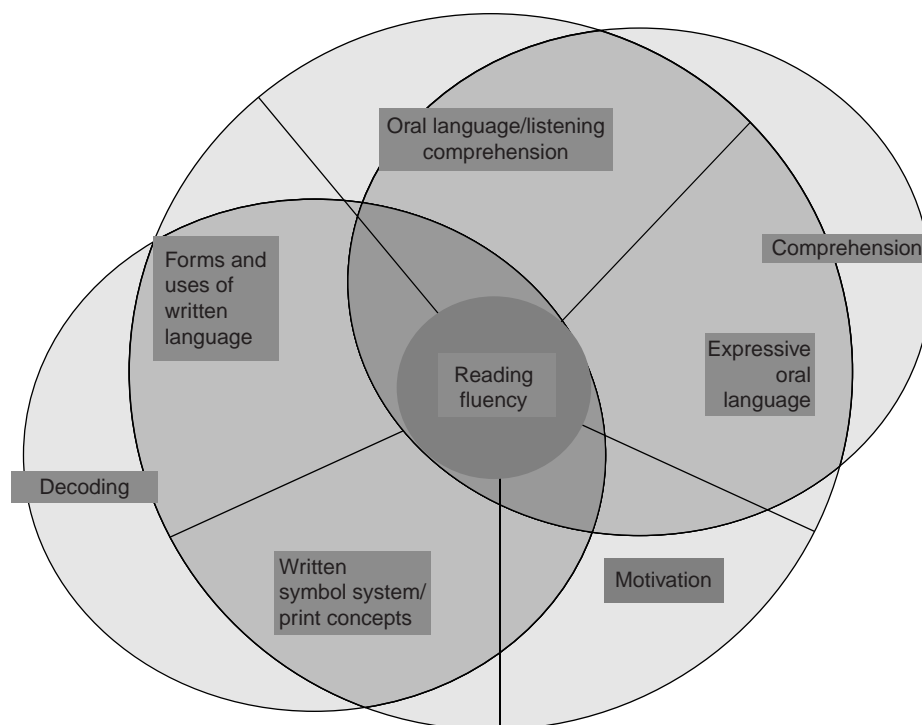 Oral language/listening
comprehension
Forms and
uses of
written
language
Comprehension
Reading
fluency
Expressive
oral
language
Decoding
Written
symbol system/
print concepts
Motivation